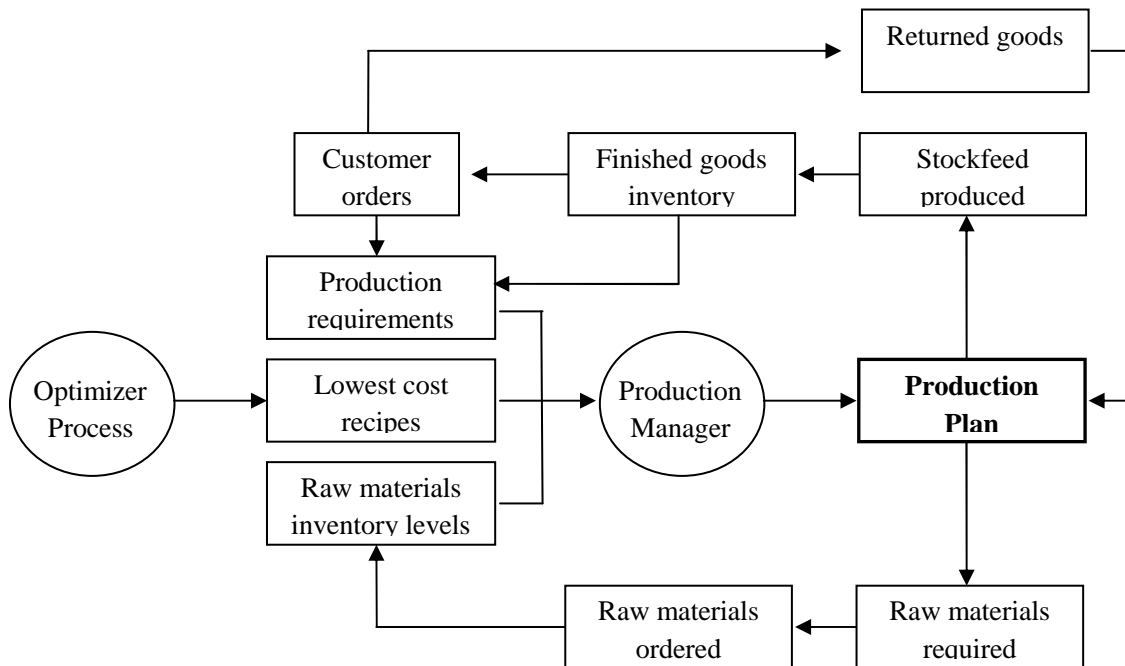 Returned goods
Customer
orders
Finished goods
inventory
Stockfeed
produced
Production
requirements
Optimizer
Process
Lowest cost
recipes
Production
Manager
Production
Plan
Raw materials
inventory levels
Raw materials
ordered
Raw materials
required